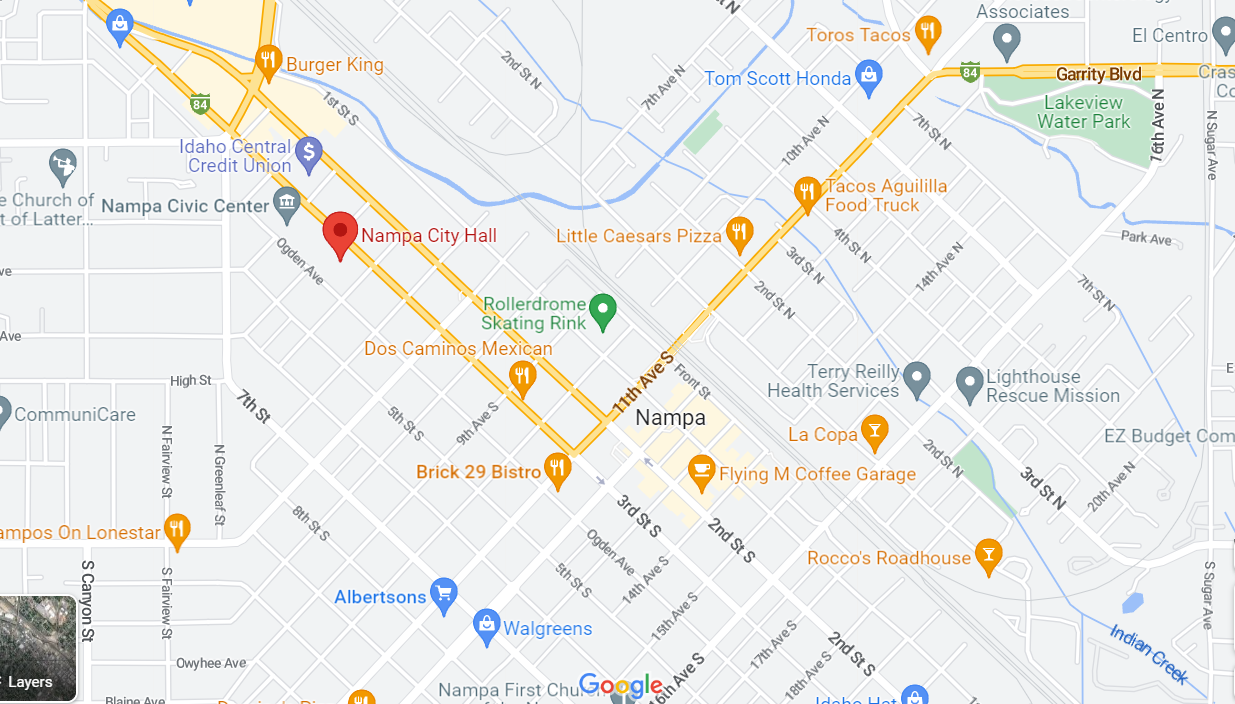 Associates
Toros Tacos
El Centro
Burger King
2nd St N
7th Ave N
Tom Scott Honda
84
Garrity Blvd
1st St S
84
Lakeview
Water Park
7th St N
N Sugar Ave
16th Ave N
10th Ave N
Idaho Central
Credit Union
e Church of
t of Latter...
Nampa Civic Center
Tacos Aguililla
Food Truck
Nampa City Hall
Little Caesars Pizza
4th St N
Park Ave
Ogden Ave
3rd St N
14th Ave N
2nd St N
7th St N
Rollerdrome
Skating Rink
Ave
Dos Caminos Mexican
11th Ave S
Front St
High St
Terry Reilly
Health Services
Lighthouse
Rescue Mission
7th St
CommuniCare
5th St S
9th Ave S
Nampa
La Copa
EZ Budget Com
N Fairview St
N Greenleaf St
Brick 29 Bistro
Flying M Coffee Garage
2nd St N
3rd St N
20th Ave N
8th St S
3rd St S
2nd St S
ampos On Lonestar
Ogden Ave
Rocco's Roadhouse
S Canyon St
S Fairview St
5th St S
14th Ave S
S Sugar Ave
Albertsons
Walgreens
15th Ave S
17th Ave S
2nd St S
Indian Creek
Owyhee Ave
Layers
Nampa First Church
Google
16th Ave S
18th Ave S
Blaine Ave
Idaho Hat